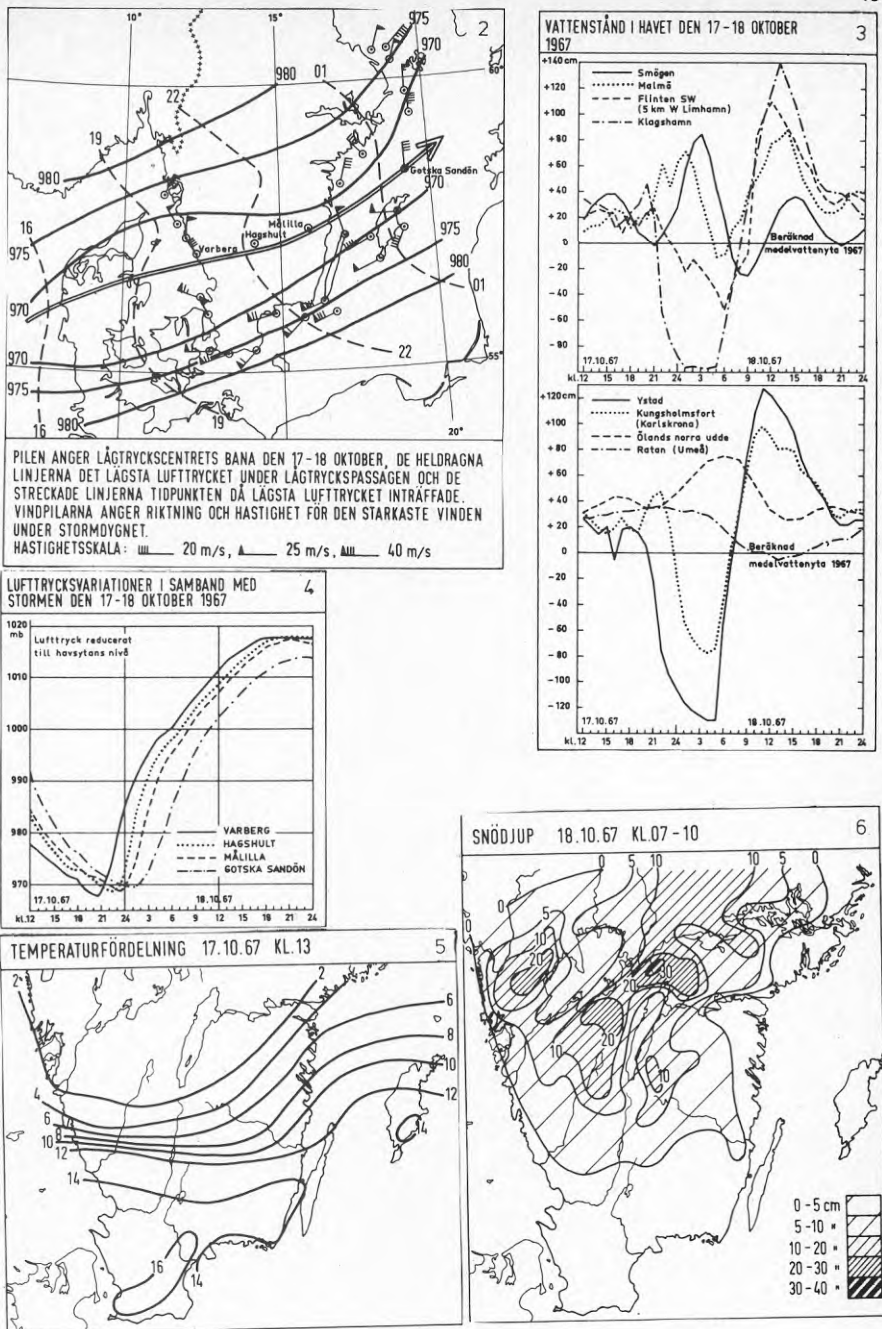 2
10°
15°
975
970
60°
980
01
22
19
980
16
975
970
Gotska Sandön
970
Målilla
Hagshult
Varberg
975
980
01
970
975
22
55°
16
980
19
20°
PILEN ANGER LÅGTRYCKSCENTRETS BANA DEN 17-18 OKTOBER, DE HELDRAGNA
LINJERNA DET LÄGSTA LUFTTRYCKET UNDER LÅGTRYCKSPASSAGEN OCH DE
STRECKADE LINJERNA TIDPUNKTEN DÅ LÄGSTA LUFTTRYCKET INTRÄFFADE.
VINDPILARNA ANGER RIKTNING OCH HASTIGHET FÖR DEN STARKASTE VINDEN
UNDER STORMDYGNET.
HASTIGHETSSKALA: 20 m/s, 25 m/s, 40 m/s
VATTENSTÅND I HAVET DEN 17-18 OKTOBER
1967
3
+140 cm
+120
+100
+80
+60
+40
+20
0
-20
-40
-60
-80
Smögen
Malmö
Flinten SW
(5 km W Limhamn)
Klagshamn
Beräknad
medelvattenyta 1967
17.10.67
18.10.67
kl.12 15 18 21 24 3 6 9 12 15 18 21 24
+120cm
+100
+80
+60
+40
+20
0
-20
-40
-60
-80
-100
-120
Ystad
Kungsholmsfort
(Karlskrona)
Ölands norra udde
Ratan (Umeå)
Beräknad
medelvattenyta 1967
17.10.67
18.10.67
kl.12 15 18 21 24 3 6 9 12 15 18 21 24
LUFTTRYCKSVARIATIONER I SAMBAND MED
STORMEN DEN 17-18 OKTOBER 1967
4
1020
mb
1010
1000
990
980
970
Lufttryck reducerat
till havsytans nivå
VARBERG
HAGSHULT
MÅLILLA
GOTSKA SANDÖN
17.10.67
18.10.67
kl.12 15 18 21 24 3 6 9 12 15 18 21 24
TEMPERATURFÖRDELNING 17.10.67 KL.13
5
2
2
6
8
10
12
4
6
8
10
12
14
14
16
14
SNÖDJUP 18.10.67 KL.07-10
6
0 5 10
10 5 0
0
5
10
20
0
30
20
10
20
10
0-5 cm
5-10 "
10-20 "
20-30 "
30-40 "